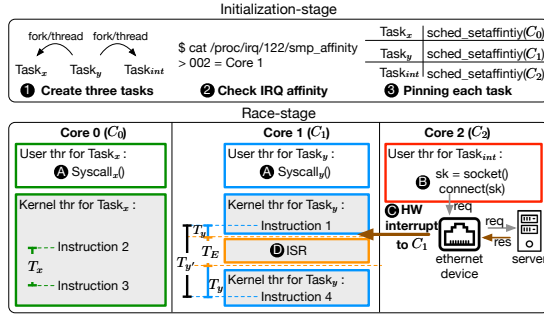 Initialization-stage
fork/thread fork/thread
Task𝑥 Task𝑦 Task𝑖𝑛𝑡
❶ Create three tasks
$ cat /proc/irq/122/smp_affinity
> 002 = Core 1
❷ Check IRQ affinity
Task𝑥 sched_setaffintiy(C0)
Task𝑦 sched_setaffintiy(C1)
Task𝑖𝑛𝑡 sched_setaffinity(C2)
❸ Pinning each task
Race-stage
Core 0 (C0)
User thr for Task𝑥 :
A Syscall𝑥()
Kernel thr for Task𝑥 :
Instruction 2
T𝑥
Instruction 3
Core 1 (C1)
User thr for Task𝑦 :
A Syscall𝑦()
Kernel thr for Task𝑦 :
Instruction 1
T𝑦
T𝐸
T𝑦'
D ISR
Kernel thr for Task𝑦 :
T𝑦
Instruction 4
Core 2 (C2)
User thr for Task𝑖𝑛𝑡 :
B sk = socket()
connect(sk)
req
C HW
interrupt
to C1
req
res
ethernet
device
server